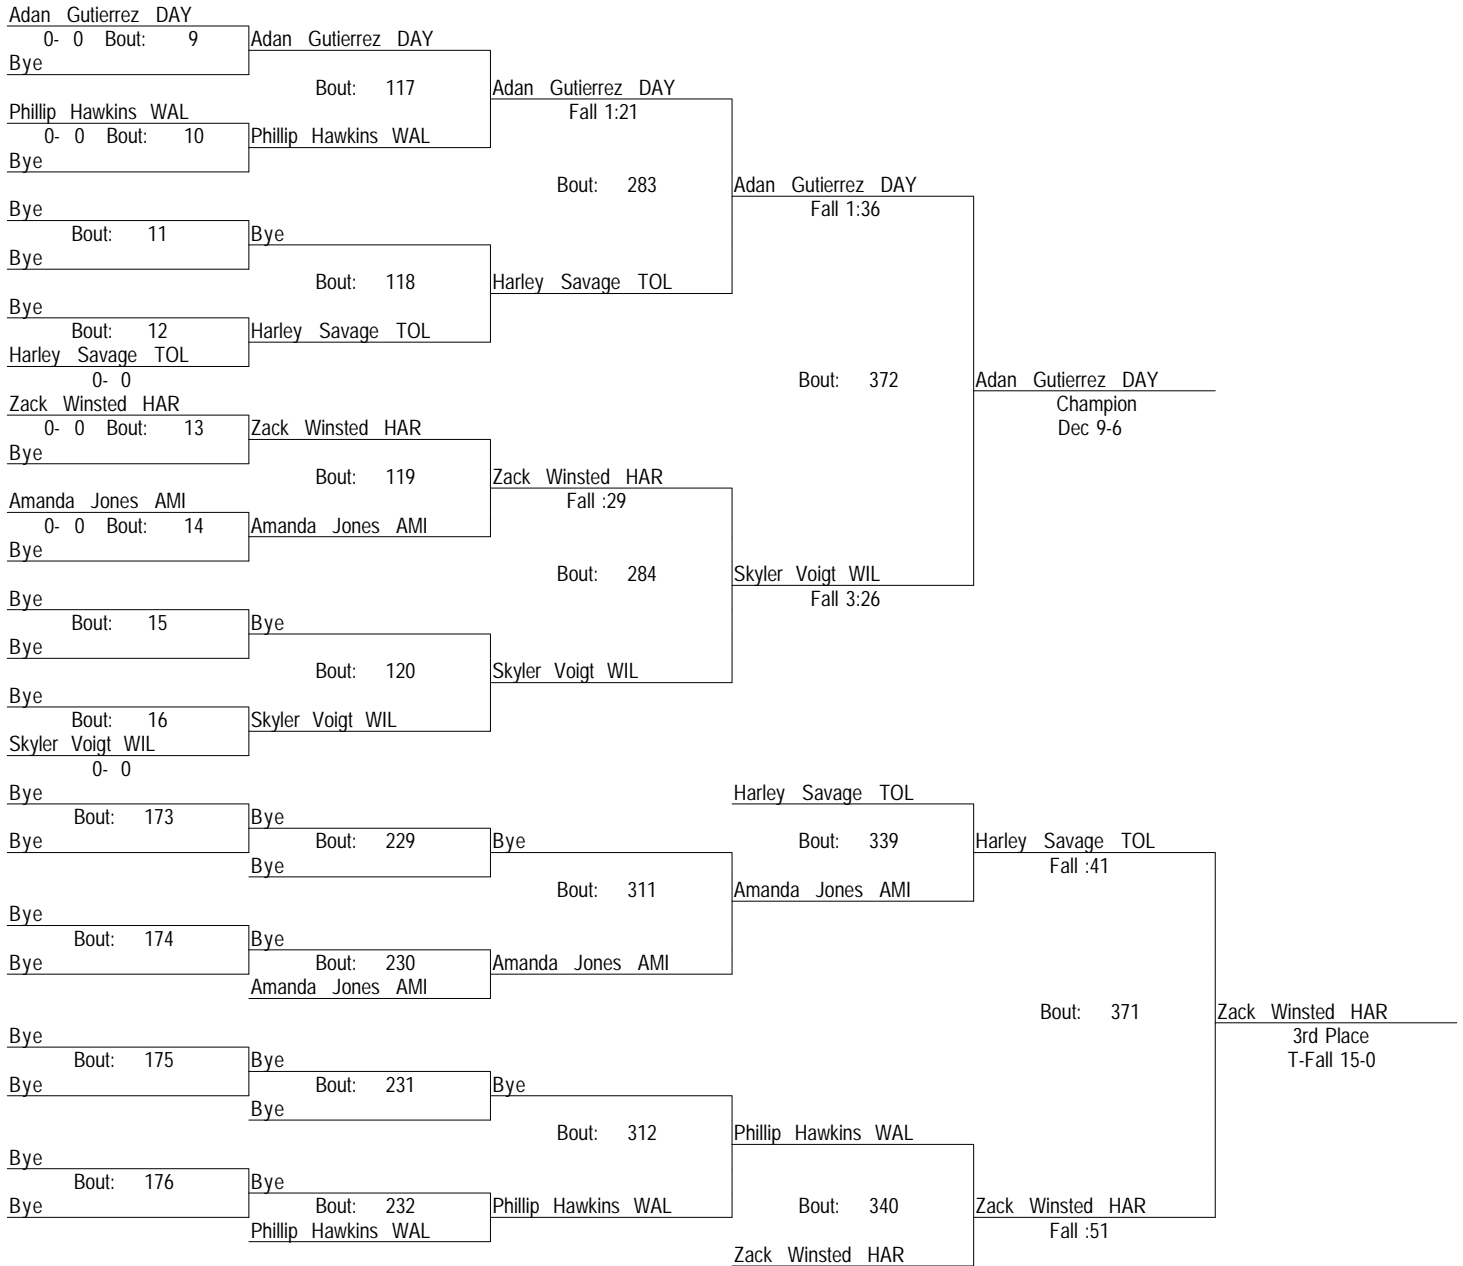 Adan Gutierrez DAY
0- 0 Bout: 9 Adan Gutierrez DAY
Bye
Bout: 117 Adan Gutierrez DAY
Phillip Hawkins WAL Fall 1:21
0- 0 Bout: 10 Phillip Hawkins WAL
Bye
Bout: 283 Adan Gutierrez DAY
Bye Fall 1:36
Bout: 11 Bye
Bye
Bout: 118 Harley Savage TOL
Bye
Bout: 12 Harley Savage TOL
Harley Savage TOL
0- 0 Bout: 372 Adan Gutierrez DAY
Zack Winsted HAR Champion
0- 0 Bout: 13 Zack Winsted HAR Dec 9-6
Bye
Bout: 119 Zack Winsted HAR
Amanda Jones AMI Fall :29
0- 0 Bout: 14 Amanda Jones AMI
Bye
Bout: 284 Skyler Voigt WIL
Bye Fall 3:26
Bout: 15 Bye
Bye
Bout: 120 Skyler Voigt WIL
Bye
Bout: 16 Skyler Voigt WIL
Skyler Voigt WIL
0- 0
Bye Harley Savage TOL
Bout: 173 Bye
Bye Bout: 229 Bye Bout: 339 Harley Savage TOL
Bye Fall :41
Bout: 311 Amanda Jones AMI
Bye
Bout: 174 Bye
Bye Bout: 230 Amanda Jones AMI
Amanda Jones AMI
Bout: 371 Zack Winsted HAR
Bye 3rd Place
Bout: 175 Bye T-Fall 15-0
Bye Bout: 231 Bye
Bye
Bout: 312 Phillip Hawkins WAL
Bye
Bout: 176 Bye
Bye Bout: 232 Phillip Hawkins WAL Bout: 340 Zack Winsted HAR
Phillip Hawkins WAL Fall :51
Zack Winsted HAR